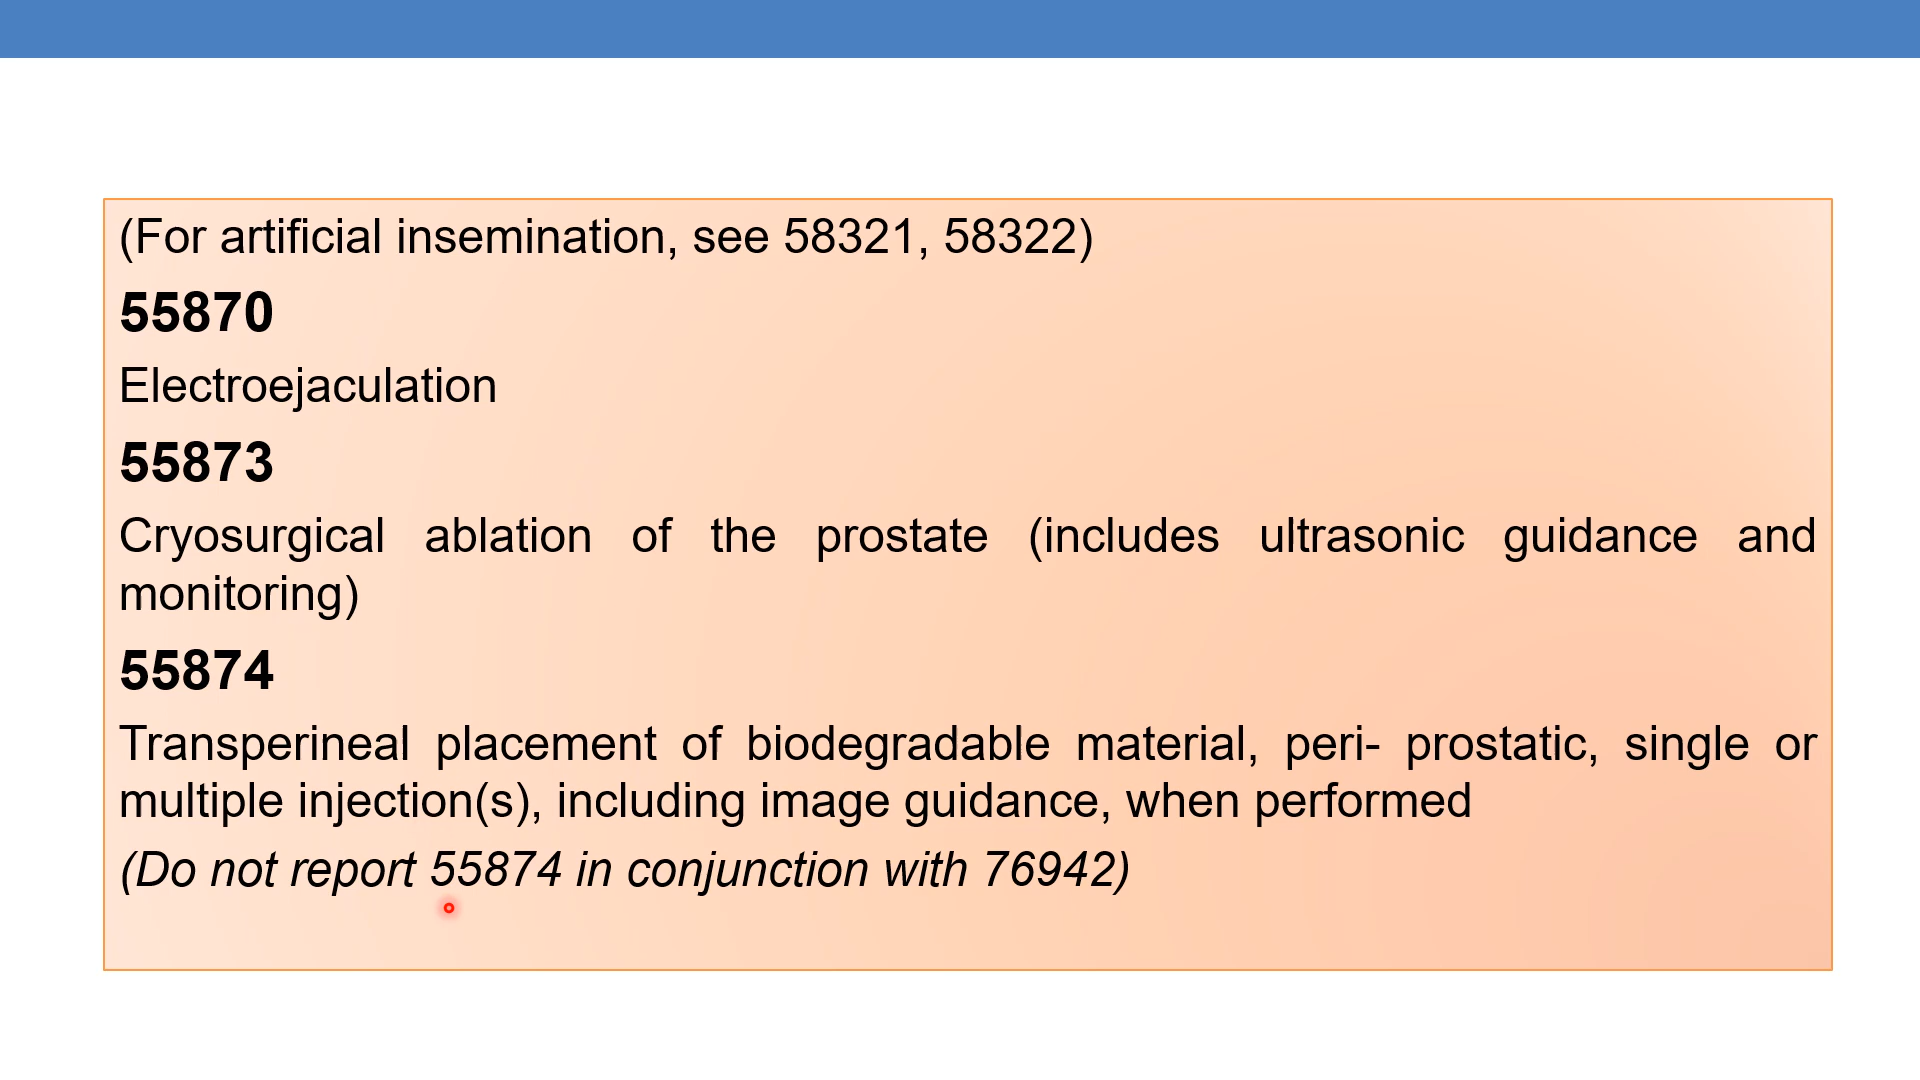 (For artificial insemination, see 58321, 58322)
55870
Electroejaculation
55873
Cryosurgical ablation of the prostate (includes ultrasonic guidance and
monitoring)
55874
Transperineal placement of biodegradable material, peri- prostatic, single or
multiple injection(s), including image guidance, when performed
(Do not report 55874 in conjunction with 76942)